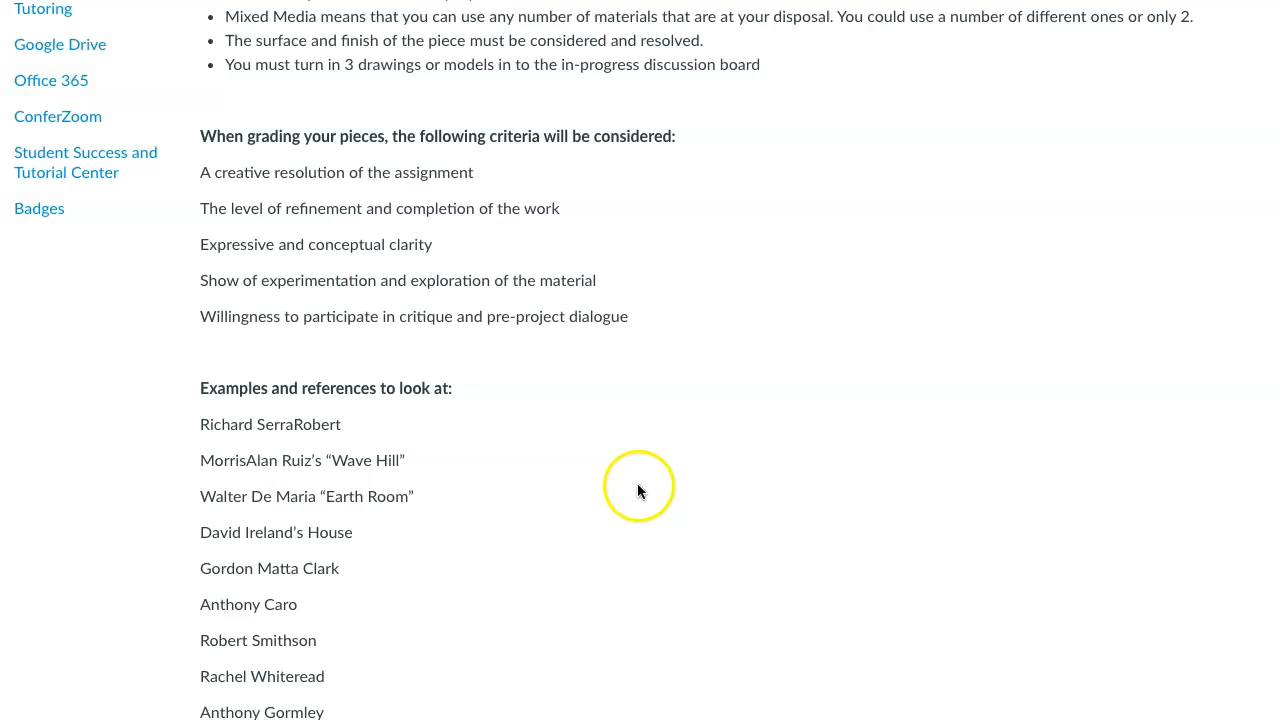 Tutoring
Google Drive
Office 365
ConferZoom
Student Success and
Tutorial Center
Badges
Mixed Media means that you can use any number of materials that are at your disposal. You could use a number of different ones or only 2.
The surface and finish of the piece must be considered and resolved.
You must turn in 3 drawings or models in to the in-progress discussion board
When grading your pieces, the following criteria will be considered:
A creative resolution of the assignment
The level of refinement and completion of the work
Expressive and conceptual clarity
Show of experimentation and exploration of the material
Willingness to participate in critique and pre-project dialogue
Examples and references to look at:
Richard SerraRobert
MorrisAlan Ruiz’s “Wave Hill”
Walter De Maria “Earth Room”
David Ireland’s House
Gordon Matta Clark
Anthony Caro
Robert Smithson
Rachel Whiteread
Anthony Gormley